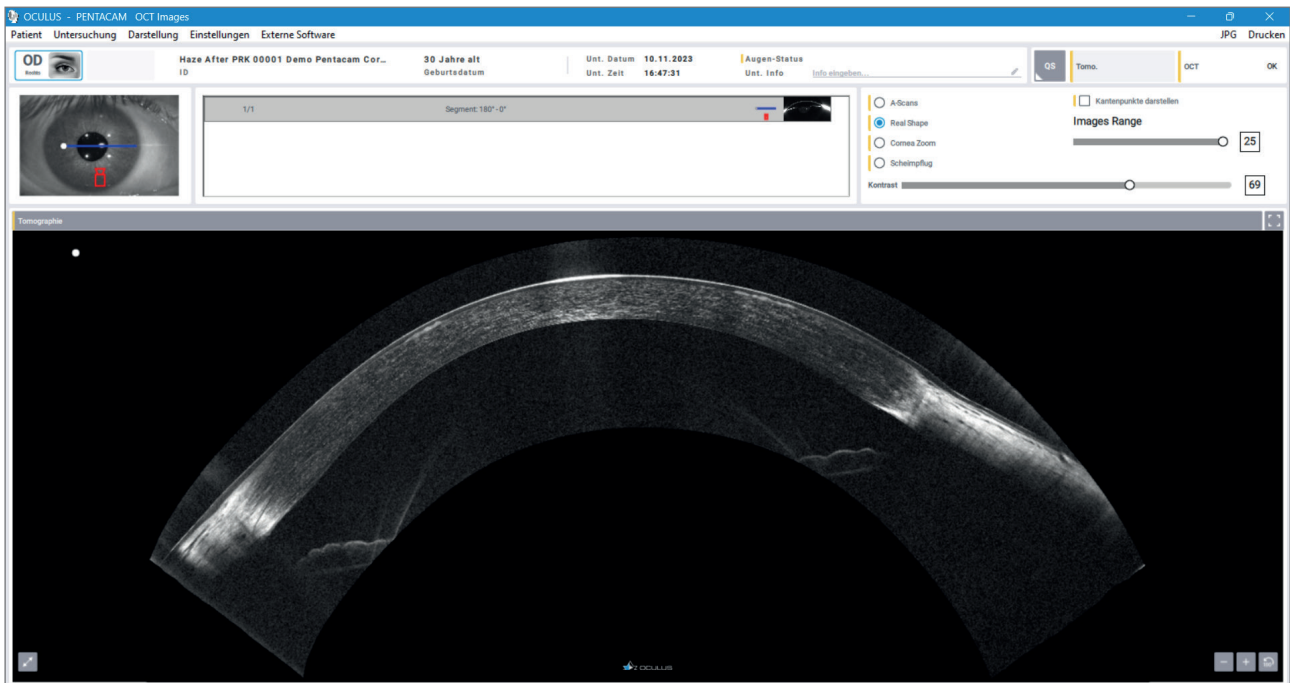 OCULUS - PENTACAM OCT Images
Patient Untersuchung Darstellung Einstellungen Externe Software JPG Drucken
OD
Rechts
Haze After PRK 00001 Demo Pentacam Cor...
ID
30 Jahre alt
Geburtsdatum
Unt. Datum 10.11.2023
Unt. Zeit 16:47:31
Augen-Status
Unt. Info Info eingeben...
QS
Tomo.
OCT OK
1/1 Segment: 180° - 0°
A-Scans
Real Shape
Cornea Zoom
Scheimpflug
Kantenpunkte darstellen
Images Range
25
Kontrast 69
Tomographie
OCULUS